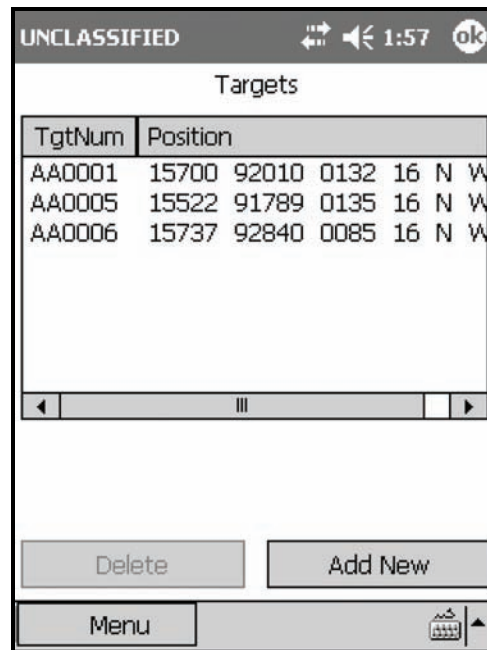 UNCLASSIFIED 1:57 ok
Targets
TgtNum Position
AA0001 15700 92010 0132 16 N
AA0005 15522 91789 0135 16 N
AA0006 15737 92840 0085 16 N
Delete Add New
Menu